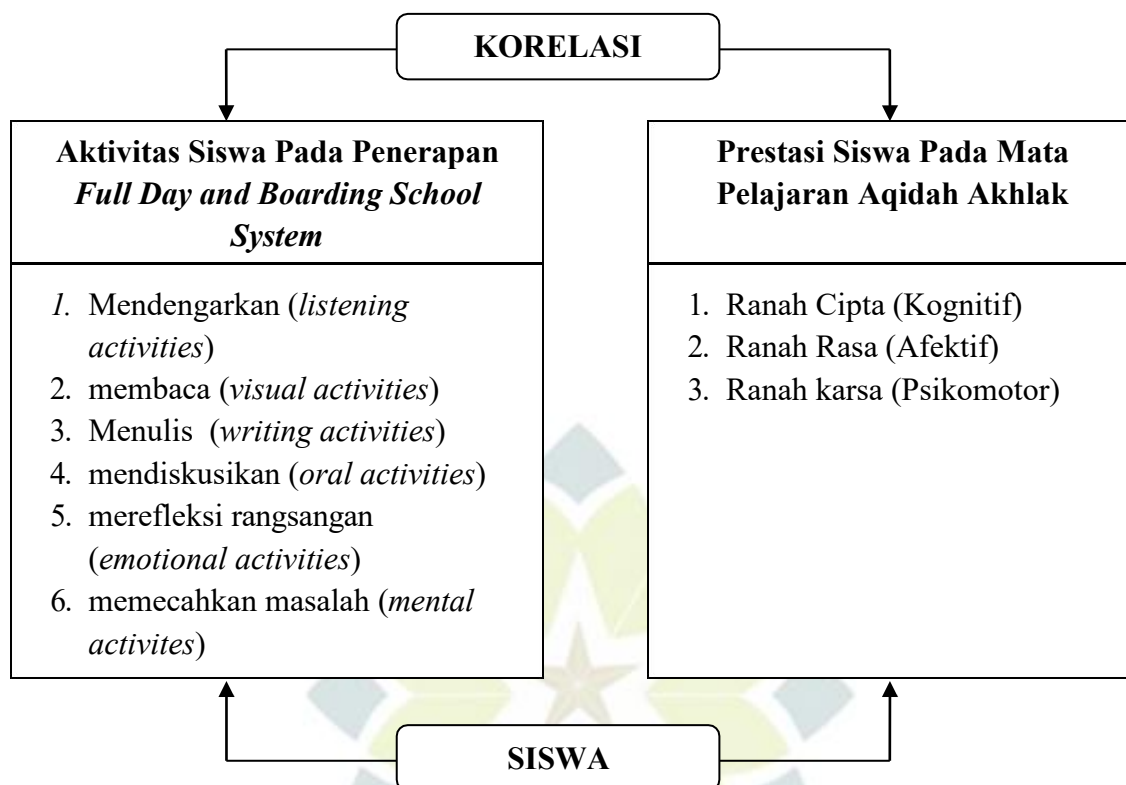 KORELASI
Aktivitas Siswa Pada Penerapan
Full Day and Boarding School
System
1. Mendengarkan (listening
activities)
2. membaca (visual activities)
3. Menulis (writing activities)
4. mendiskusikan (oral activities)
5. merefleksi rangsangan
(emotional activities)
6. memecahkan masalah (mental
activites)
Prestasi Siswa Pada Mata
Pelajaran Aqidah Akhlak
1. Ranah Cipta (Kognitif)
2. Ranah Rasa (Afektif)
3. Ranah karsa (Psikomotor)
SISWA